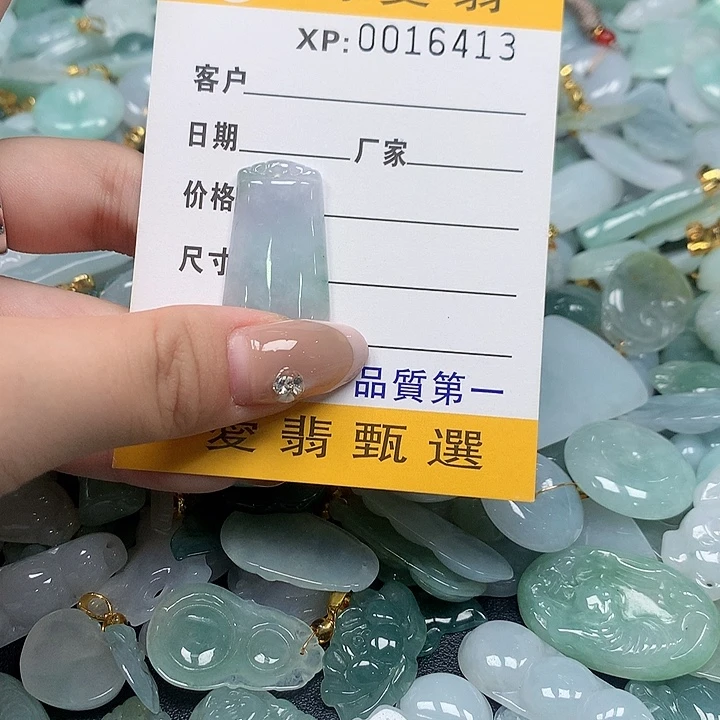 XP: 0016413
客户
日期 厂家
价格
尺寸
品質第一
愛翡甄選